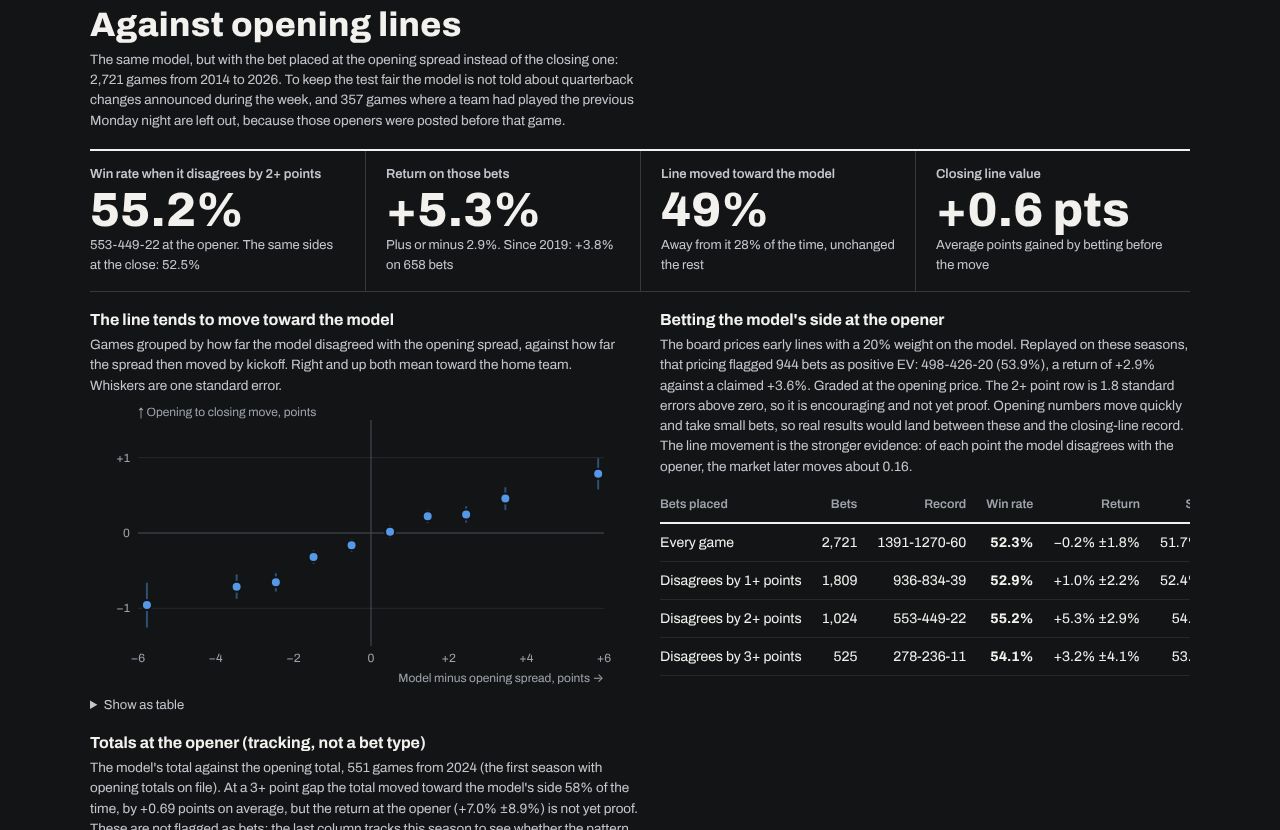 Against opening lines
The same model, but with the bet placed at the opening spread instead of the closing one:
2,721 games from 2014 to 2026. To keep the test fair the model is not told about quarterback
changes announced during the week, and 357 games where a team had played the previous
Monday night are left out, because those openers were posted before that game.
Win rate when it disagrees by 2+ points
55.2%
553-449-22 at the opener. The same sides
at the close: 52.5%
Return on those bets
+5.3%
Plus or minus 2.9%. Since 2019: +3.8%
on 658 bets
Line moved toward the model
49%
Away from it 28% of the time, unchanged
the rest
Closing line value
+0.6 pts
Average points gained by betting before
the move
The line tends to move toward the model
Games grouped by how far the model disagreed with the opening spread, against how far
the spread then moved by kickoff. Right and up both mean toward the home team.
Whiskers are one standard error.
↑ Opening to closing move, points
+1
0
−1
−6 −4 −2 0 +2 +4 +6
Model minus opening spread, points →
▶ Show as table
Betting the model's side at the opener
The board prices early lines with a 20% weight on the model. Replayed on these seasons,
that pricing flagged 944 bets as positive EV: 498-426-20 (53.9%), a return of +2.9%
against a claimed +3.6%. Graded at the opening price. The 2+ point row is 1.8 standard
errors above zero, so it is encouraging and not yet proof. Opening numbers move quickly
and take small bets, so real results would land between these and the closing-line record.
The line movement is the stronger evidence: of each point the model disagrees with the
opener, the market later moves about 0.16.
Bets placed Bets Record Win rate Return
Every game 2,721 1391-1270-60 52.3% −0.2% ±1.8% 51.7
Disagrees by 1+ points 1,809 936-834-39 52.9% +1.0% ±2.2% 52.4
Disagrees by 2+ points 1,024 553-449-22 55.2% +5.3% ±2.9% 54.
Disagrees by 3+ points 525 278-236-11 54.1% +3.2% ±4.1% 53.
Totals at the opener (tracking, not a bet type)
The model's total against the opening total, 551 games from 2024 (the first season with
opening totals on file). At a 3+ point gap the total moved toward the model's side 58% of the
time, by +0.69 points on average, but the return at the opener (+7.0% ±8.9%) is not yet proof.
These are not flagged as bets; the last column tracks this season to see whether the pattern